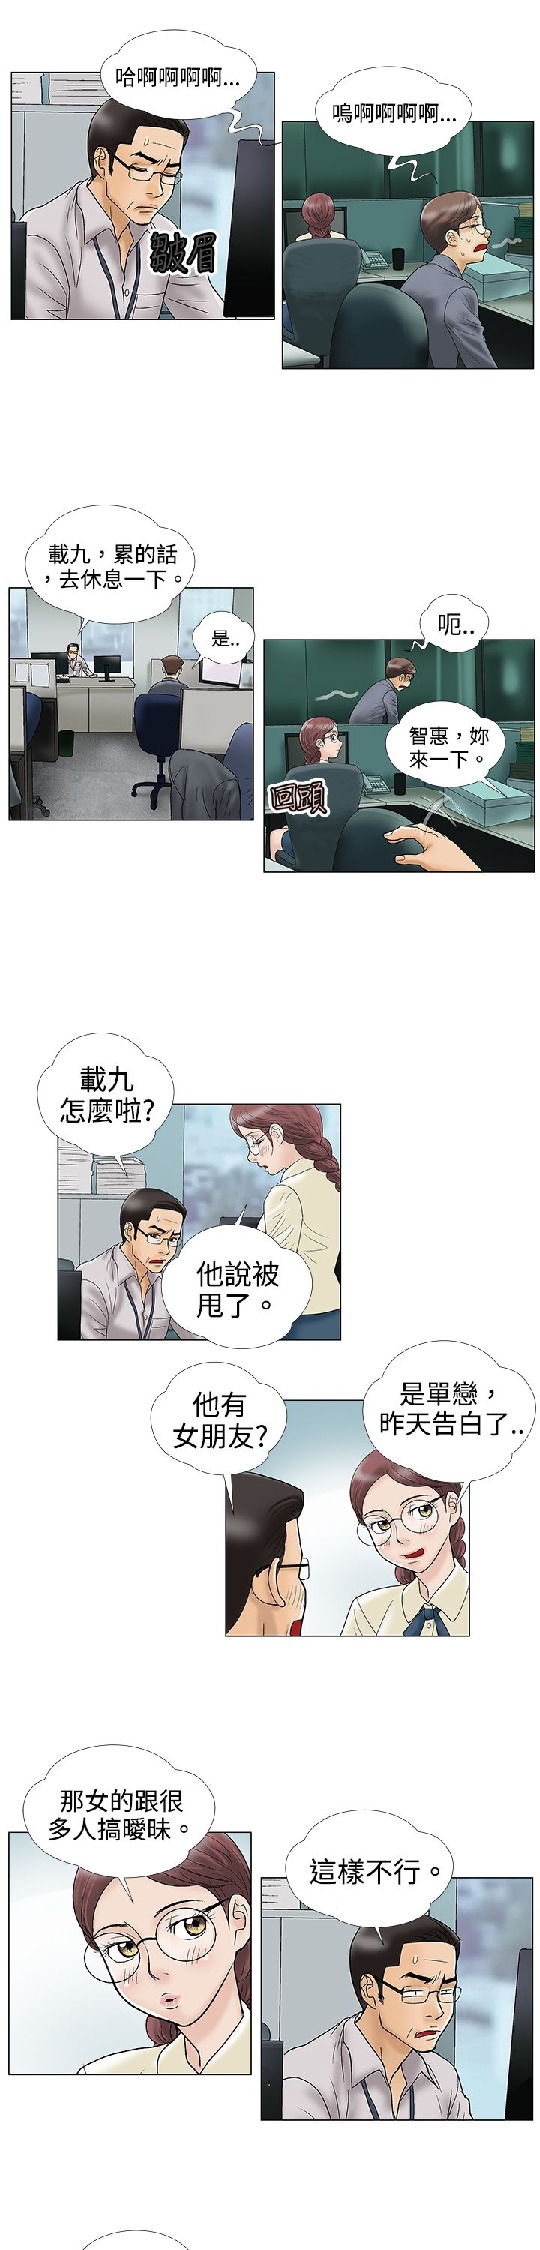 哈啊啊啊啊...
皺眉
嗚啊啊啊啊...
載九，累的話
，去休息一下。
是..
呃..
智惠，妳
來一下。
回頭
載九
怎麼啦?
他說被
甩了。
他有
女朋友?
是單戀，
昨天告白了..
那女的跟很
多人搞曖昧。
這樣不行。